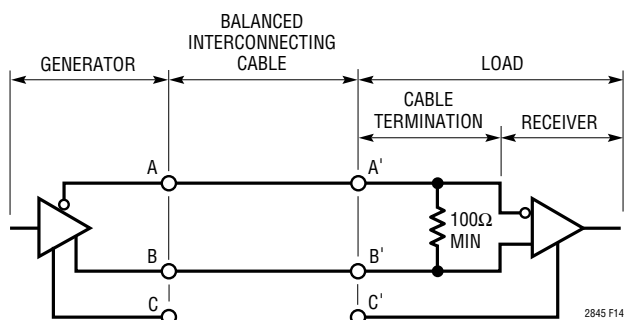 BALANCED
INTERCONNECTING
CABLE
GENERATOR
LOAD
CABLE
TERMINATION
RECEIVER
A
A'
100Ω
MIN
B
B'
C
C'
2845 F14